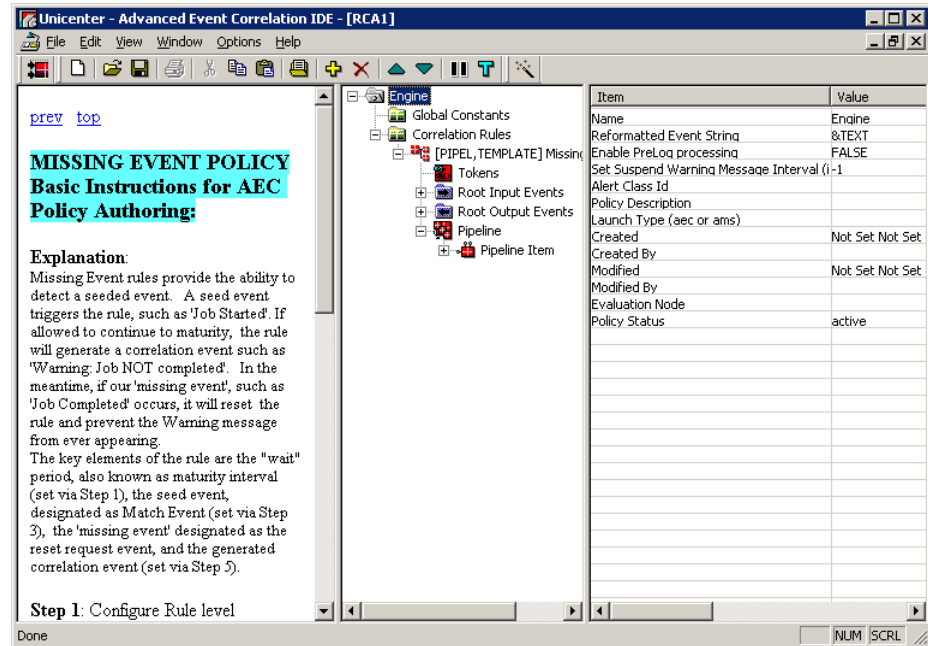 Unicenter - Advanced Event Correlation IDE - [RCA1]
File Edit View Window Options Help
prev top
MISSING EVENT POLICY
Basic Instructions for AEC
Policy Authoring:
Explanation:
Missing Event rules provide the ability to
detect a seeded event. A seed event
triggers the rule, such as 'Job Started'. If
allowed to continue to maturity, the rule
will generate a correlation event such as
'Warning: Job NOT completed'. In the
meantime, if our 'missing event', such as
'Job Completed' occurs, it will reset the
rule and prevent the Warning message
from ever appearing.
The key elements of the rule are the "wait"
period, also known as maturity interval
(set via Step 1), the seed event,
designated as Match Event (set via Step
3), the 'missing event' designated as the
reset request event, and the generated
correlation event (set via Step 5).
Step 1: Configure Rule level
Engine
Global Constants
Correlation Rules
[PIPEL,TEMPLATE] Missing
Tokens
Root Input Events
Root Output Events
Pipeline
Pipeline Item
Item Value
Name Engine
Reformatted Event String &TEXT
Enable PreLog processing FALSE
Set Suspend Warning Message Interval (i -1
Alert Class Id
Policy Description
Launch Type (aec or ams)
Created Not Set Not Set
Created By
Modified Not Set Not Set
Modified By
Evaluation Node
Policy Status active
Done NUM SCRL